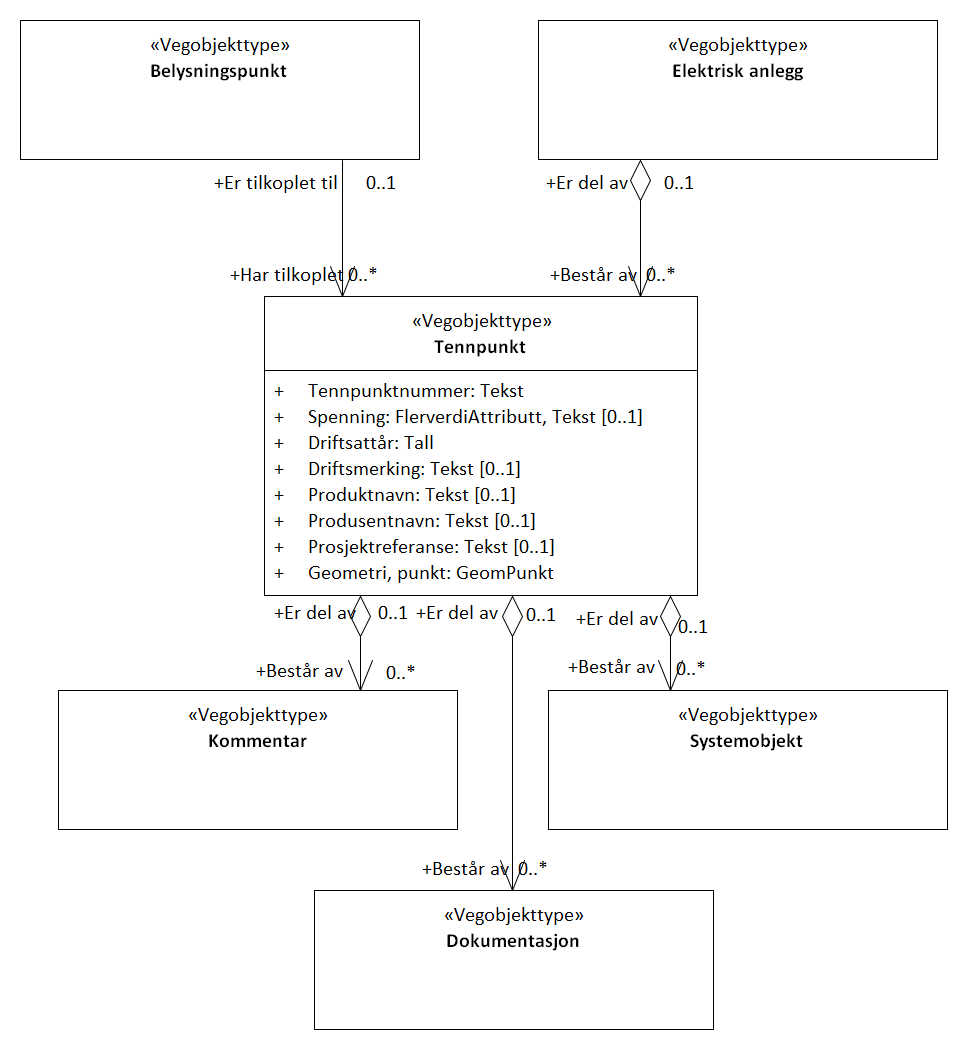 «Vegobjekttype»
Belysningspunkt
«Vegobjekttype»
Elektrisk anlegg
+Er tilkoplet til 0..1
+Er del av 0..1
+Har tilkoplet 0..*
+Består av 0..*
«Vegobjekttype»
Tennpunkt
+ Tennpunktnummer: Tekst
+ Spenning: FlerverdiAttributt, Tekst [0..1]
+ Driftsattår: Tall
+ Driftsmerking: Tekst [0..1]
+ Produktnavn: Tekst [0..1]
+ Produsentnavn: Tekst [0..1]
+ Prosjektreferanse: Tekst [0..1]
+ Geometri, punkt: GeomPunkt
+Er del av 0..1
+Er del av 0..1
+Er del av 0..1
+Består av 0..*
+Består av 0..*
«Vegobjekttype»
Kommentar
«Vegobjekttype»
Systemobjekt
+Består av 0..*
«Vegobjekttype»
Dokumentasjon